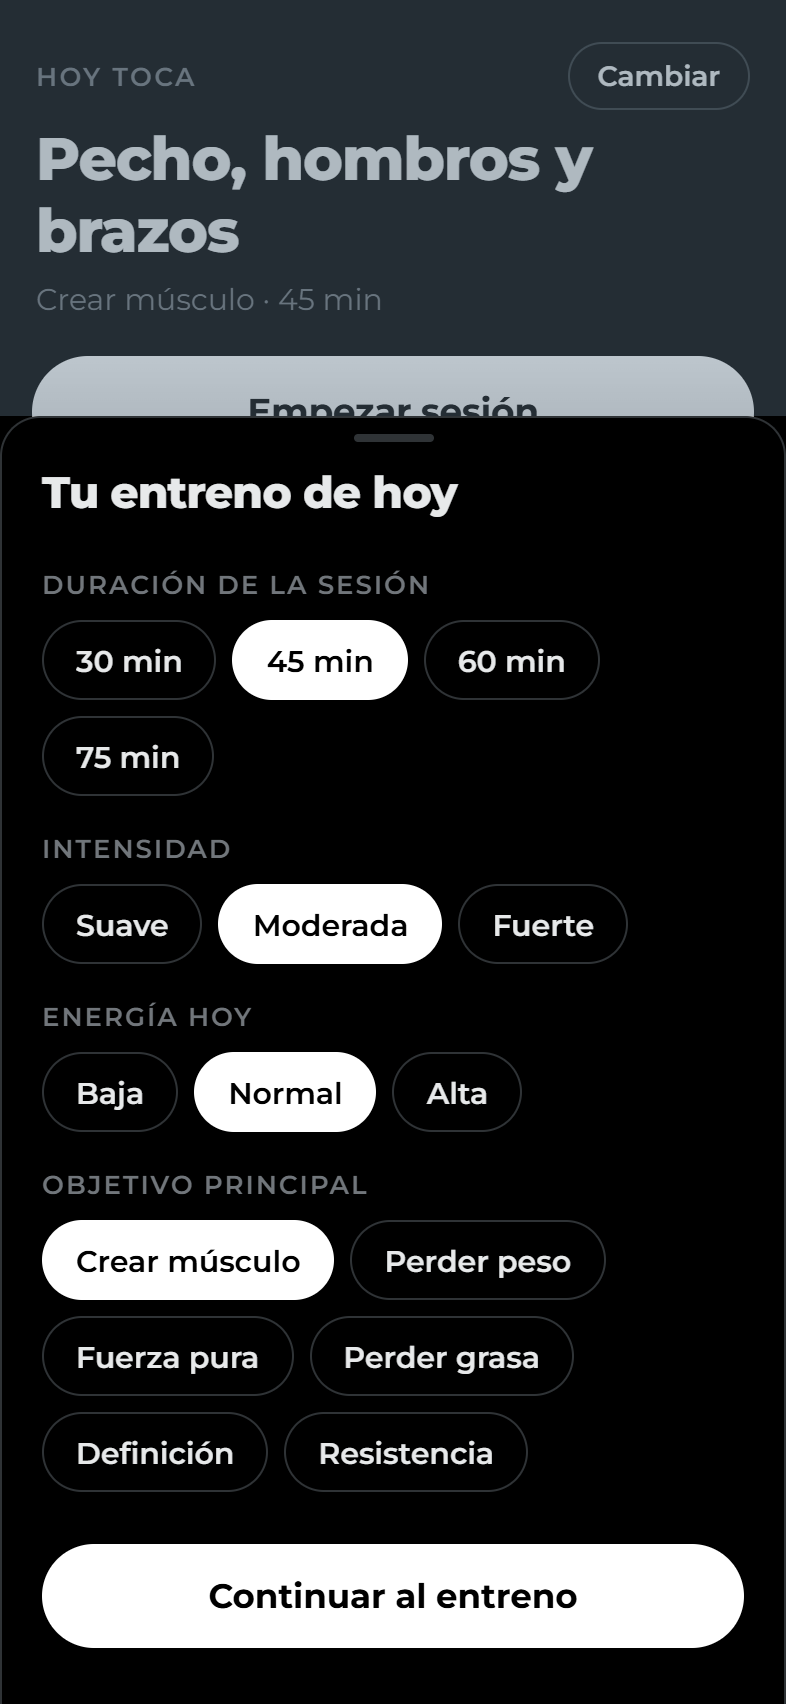 HOY TOCA
Cambiar
Pecho, hombros y
brazos
Crear músculo · 45 min
Empezar sesión
Tu entreno de hoy
DURACIÓN DE LA SESIÓN
30 min
45 min
60 min
75 min
INTENSIDAD
Suave
Moderada
Fuerte
ENERGÍA HOY
Baja
Normal
Alta
OBJETIVO PRINCIPAL
Crear músculo
Perder peso
Fuerza pura
Perder grasa
Definición
Resistencia
Continuar al entreno